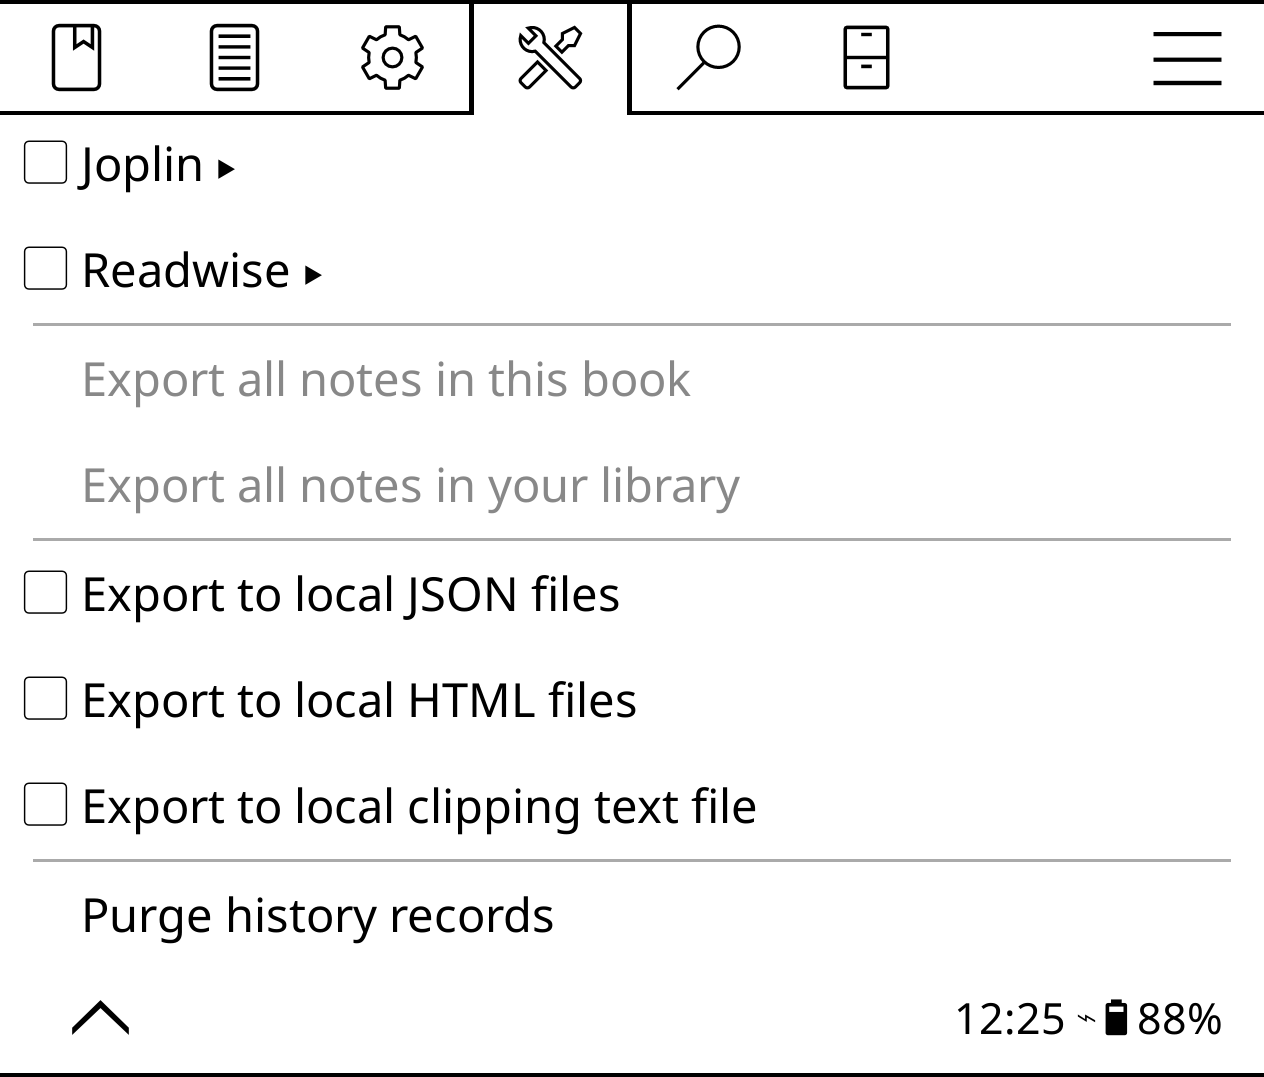 Joplin ▸
Readwise ▸
Export all notes in this book
Export all notes in your library
Export to local JSON files
Export to local HTML files
Export to local clipping text file
Purge history records
12:25 88%